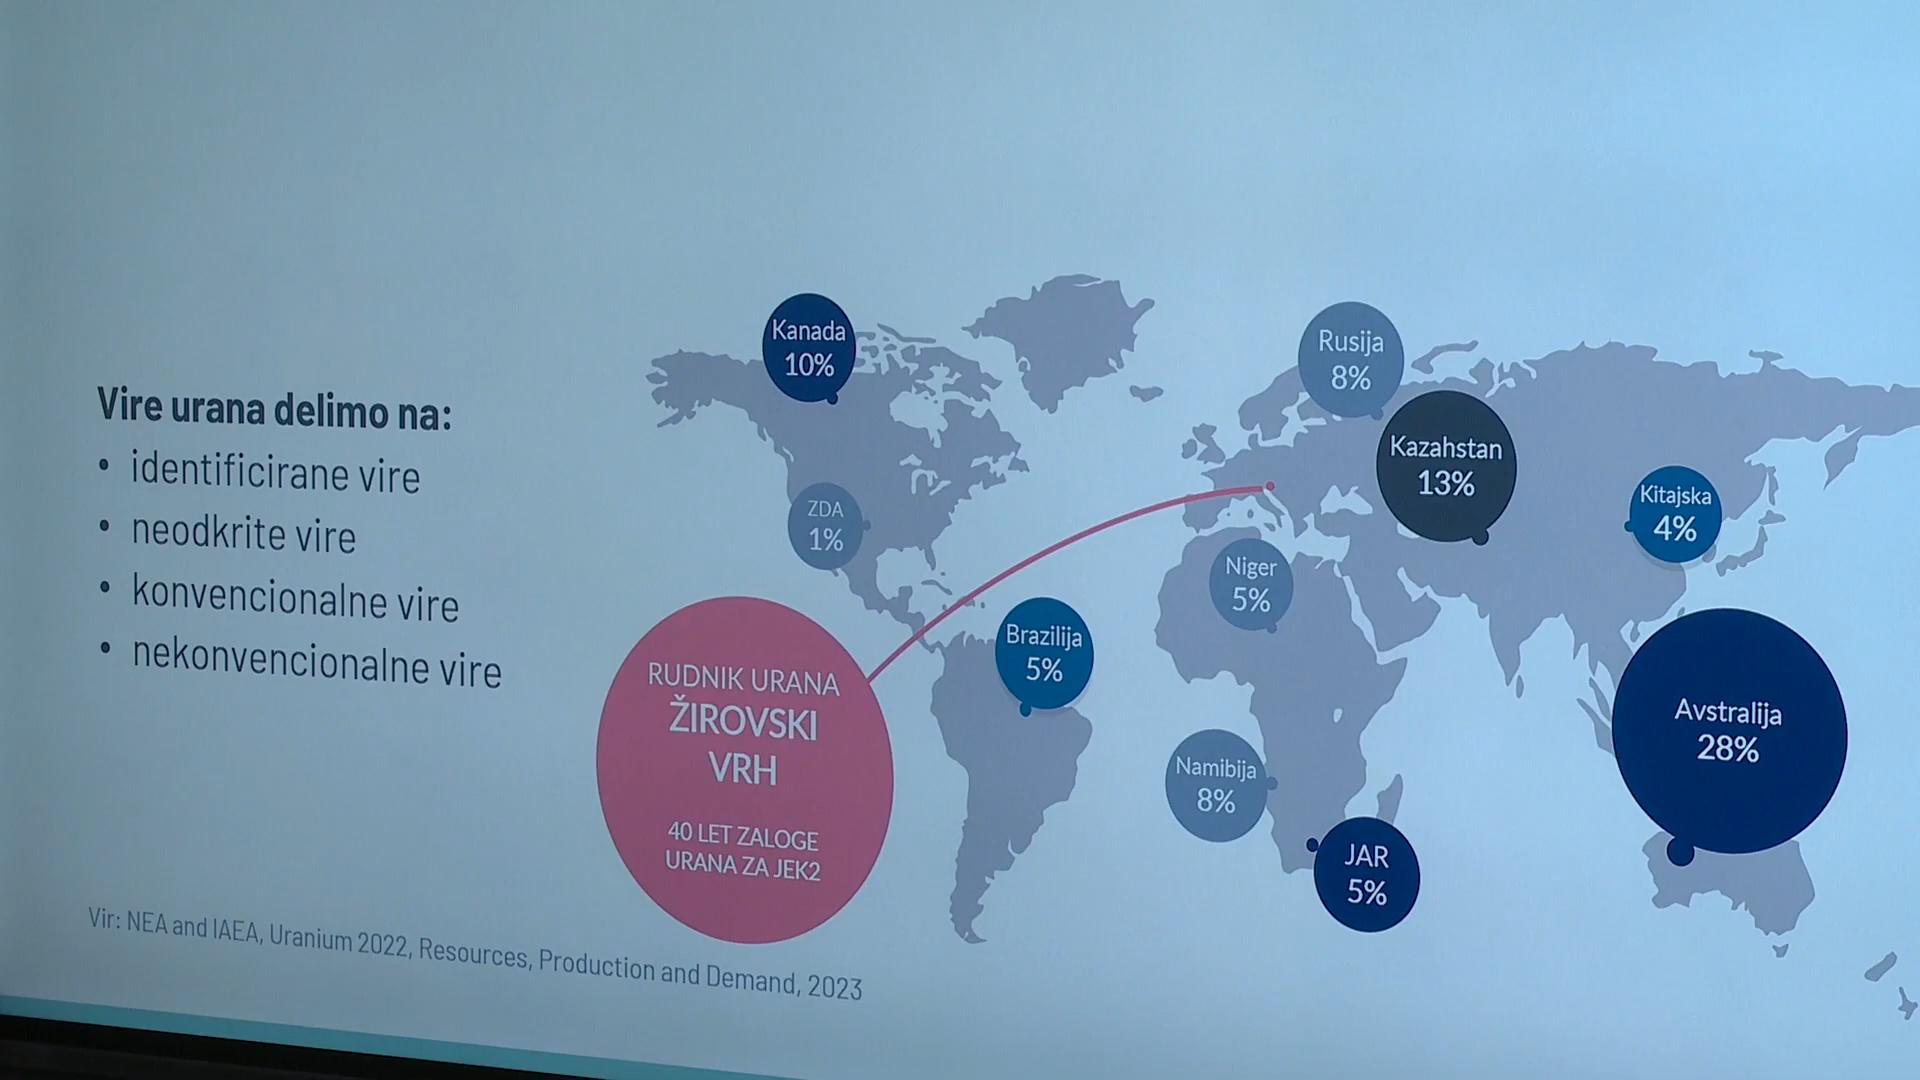 Vire urana delimo na:
• identificirane vire
• neodkrite vire
• konvencionalne vire
• nekonvencionalne vire
Kanada
10%
ZDA
1%
RUDNIK URANA
ŽIROVSKI
VRH
40 LET ZALOGE
URANA ZA JEK2
Brazilija
5%
Rusija
8%
Kazahstan
13%
Kitajska
4%
Niger
5%
Namibija
8%
JAR
5%
Avstralija
28%
Vir: NEA and IAEA, Uranium 2022, Resources, Production and Demand, 2023